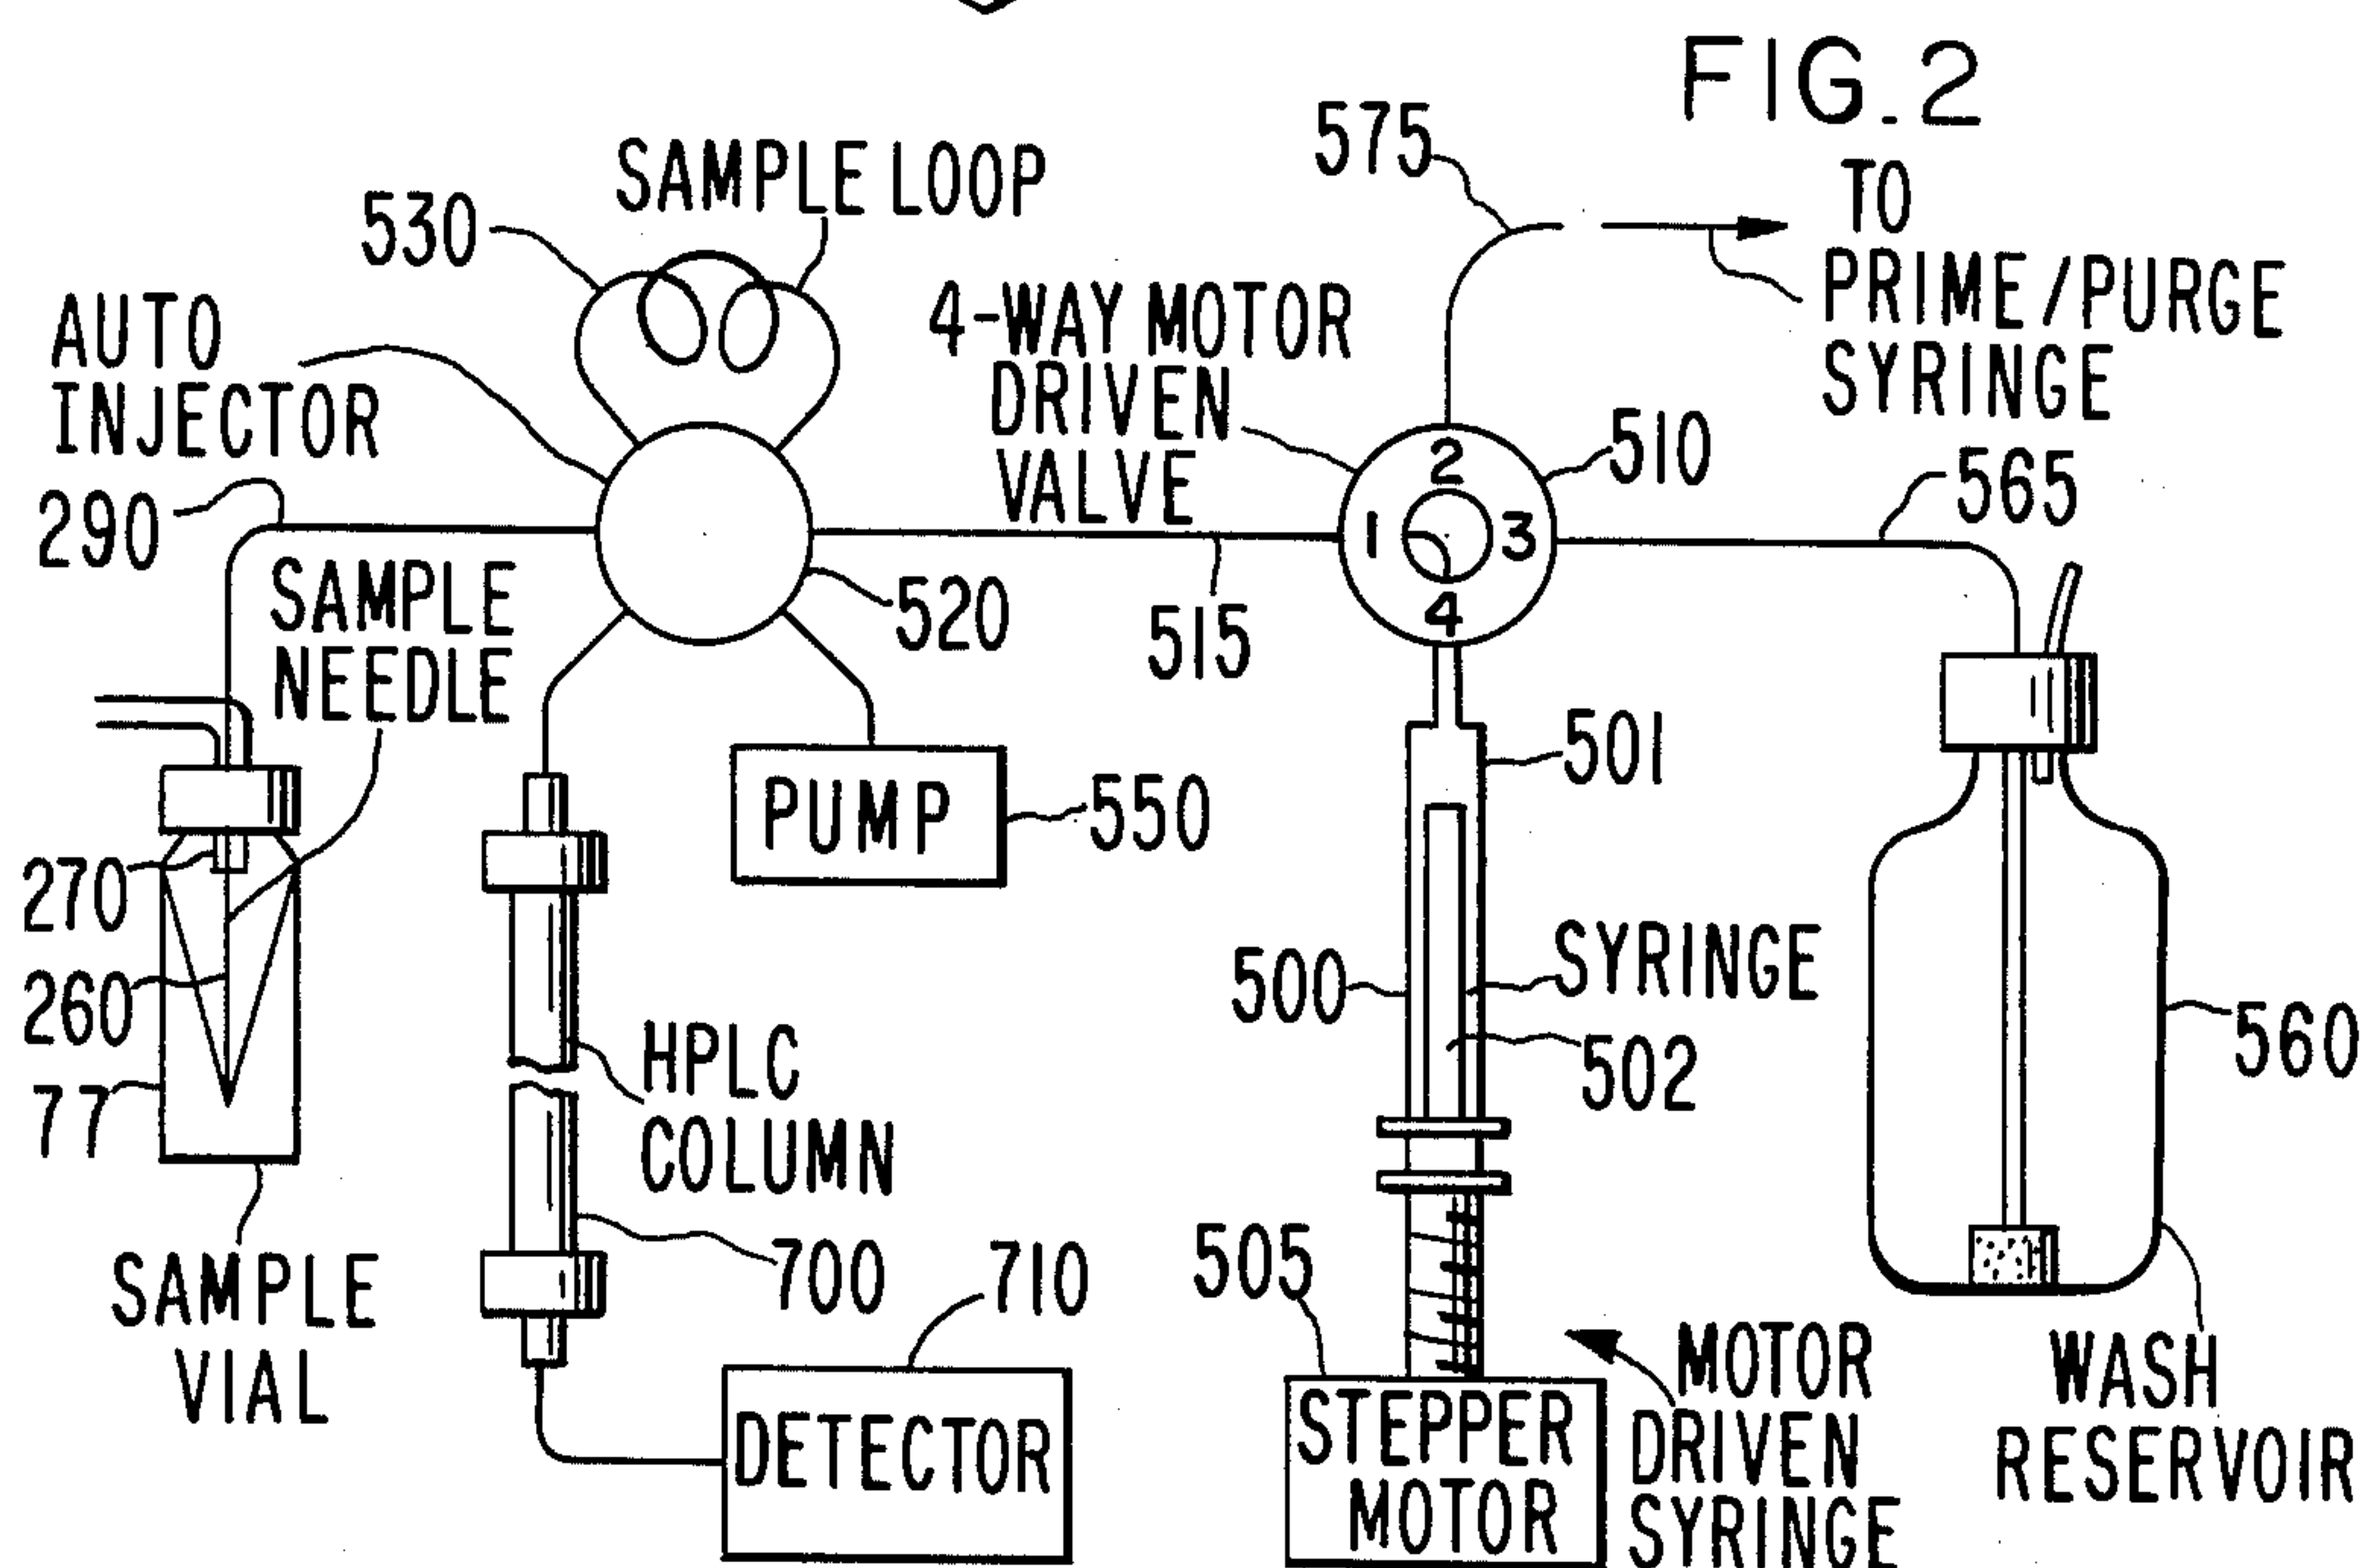 FIG. 2
575
TO
PRIME/PURGE
SYRINGE
SAMPLE LOOP
530
4-WAY MOTOR
DRIVEN
VALVE
AUTO
INJECTOR
510
565
290
2
1
3
4
SAMPLE
NEEDLE
520
515
501
PUMP
550
270
260
77
500
SYRINGE
502
560
HPLC
COLUMN
700
710
505
SAMPLE
VIAL
DETECTOR
STEPPER
MOTOR
MOTOR
DRIVEN
SYRINGE
WASH
RESERVOIR